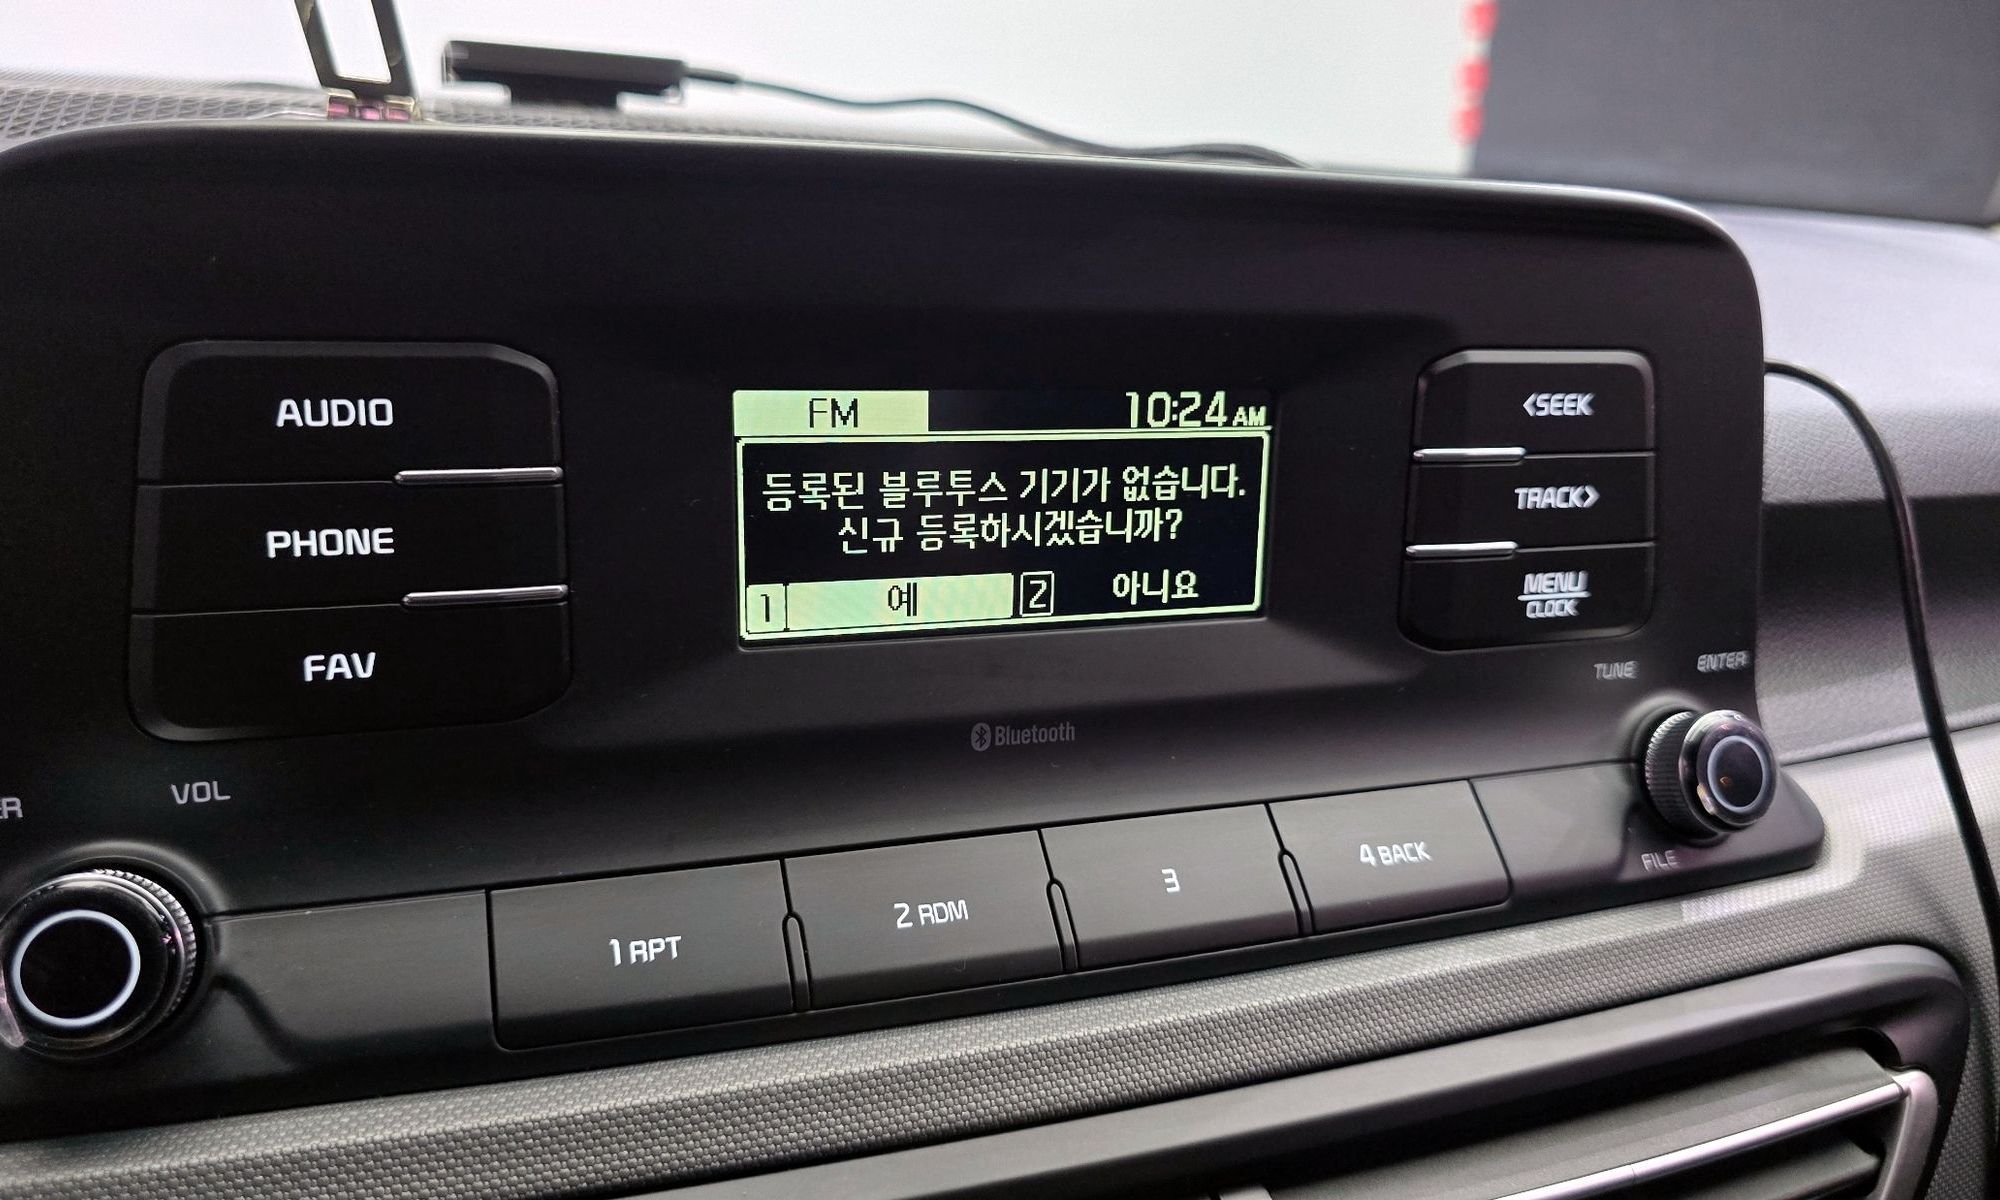 AUDIO
PHONE
FAV
FM 10:24 AM
등록된 블루투스 기기가 없습니다.
신규 등록하시겠습니까?
1 예 2 아니요
<SEEK
TRACK>
MENU
CLOCK
TUNE ENTER
Bluetooth
VOL
FILE
1 RPT
2 RDM
3
4 BACK